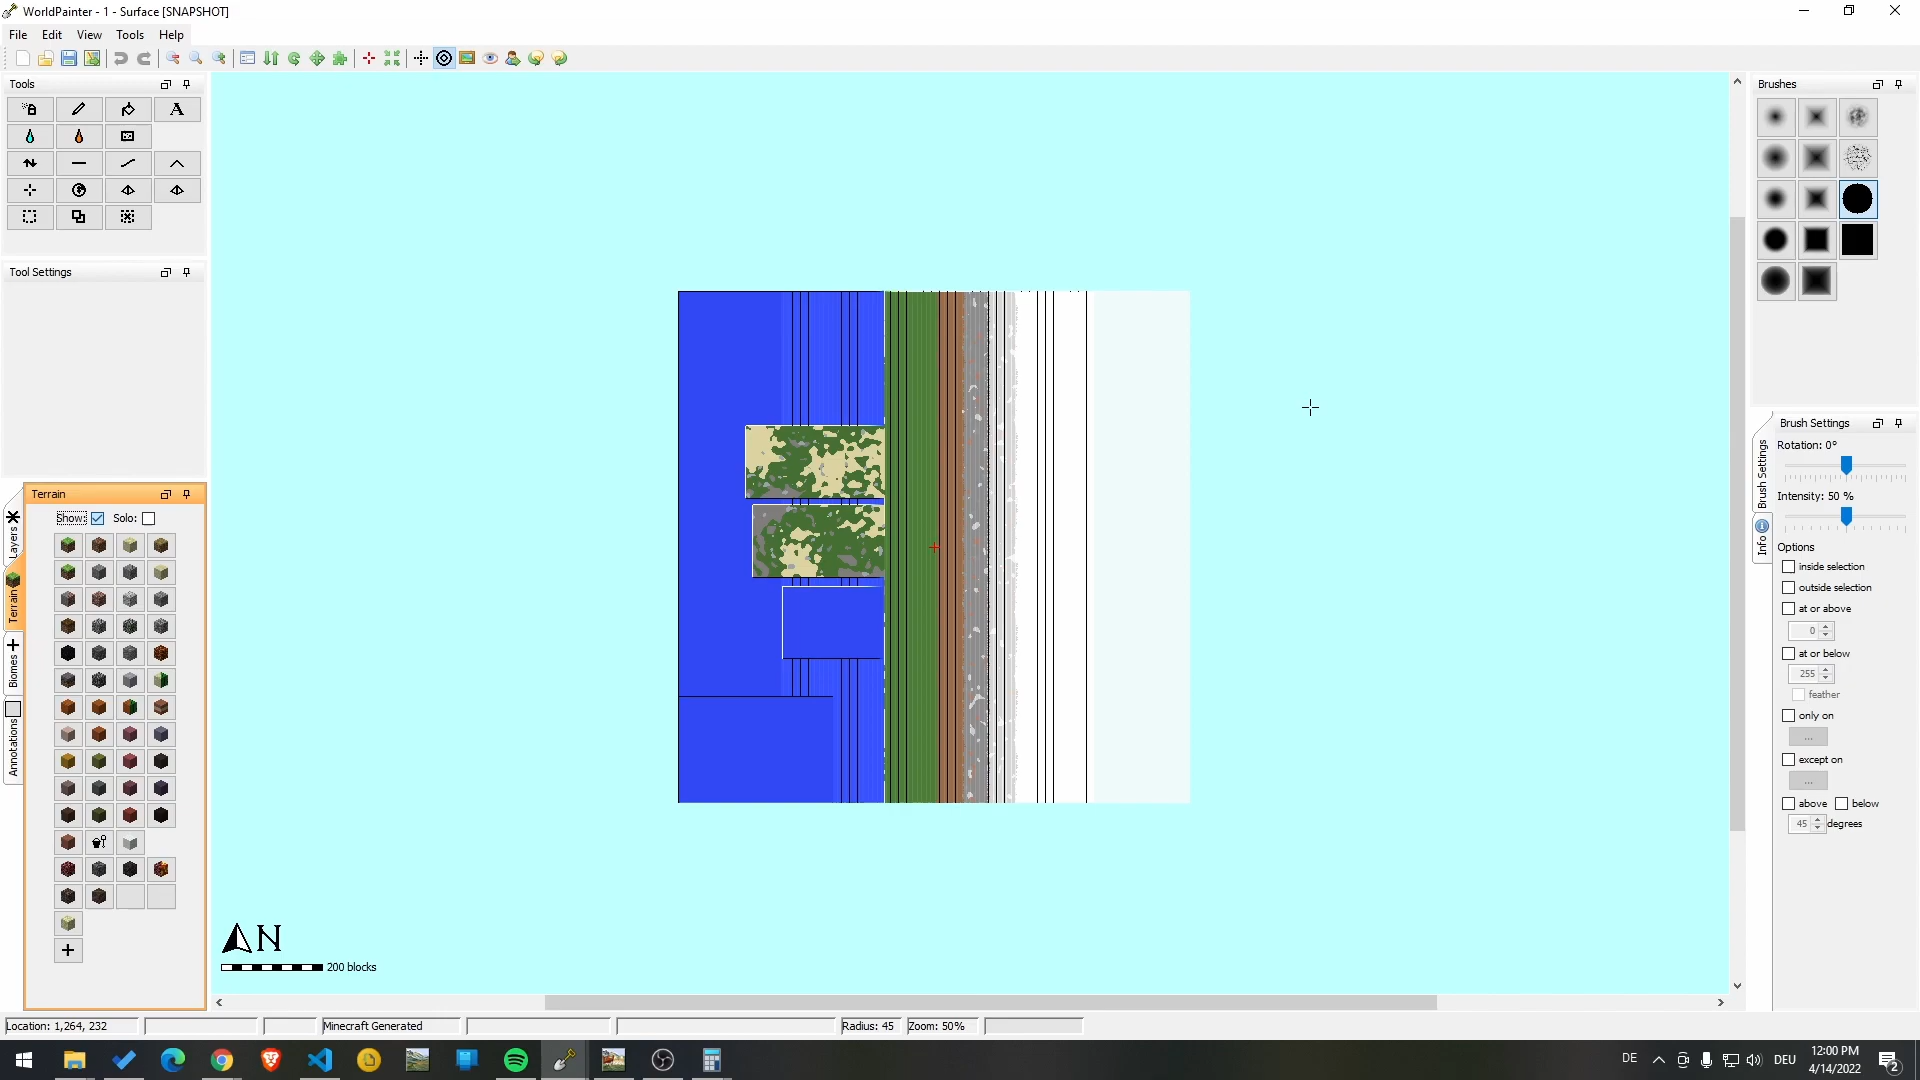 WorldPainter - 1 - Surface [SNAPSHOT]
File Edit View Tools Help
Tools
A
Tool Settings
Terrain
Show: Solo:
Layers
Terrain
Biomes
Annotations
N
200 blocks
Brushes
Brush Settings
Brush Settings
Info
Rotation: 0°
Intensity: 50 %
Options
inside selection
outside selection
at or above
0
at or below
255
feather
only on
...
except on
...
above below
45 degrees
Location: 1,264, 232
Minecraft Generated
Radius: 45
Zoom: 50%
DE
DEU
12:00 PM
4/14/2022
2